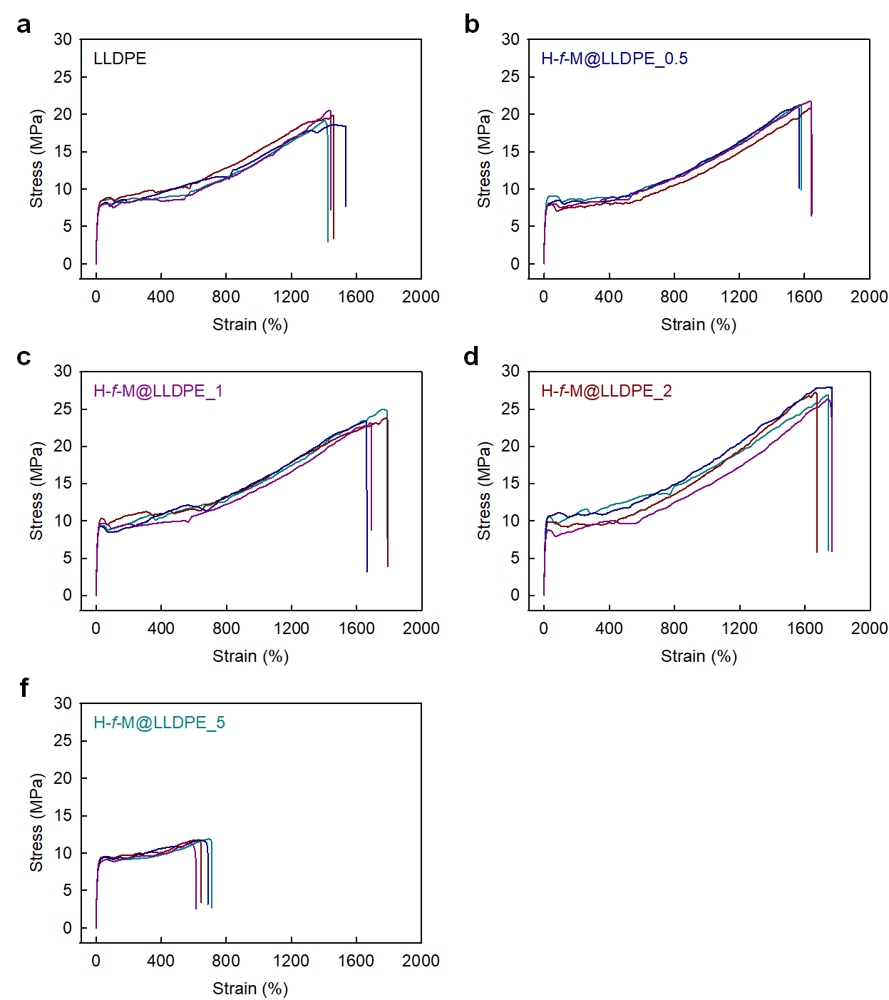 a
30
25
20
15
10
5
0
Stress (MPa)
LLDPE
0 400 800 1200 1600 2000
Strain (%)
b
30
25
20
15
10
5
0
Stress (MPa)
H-f-M@LLDPE_0.5
0 400 800 1200 1600 2000
Strain (%)
c
30
25
20
15
10
5
0
Stress (MPa)
H-f-M@LLDPE_1
0 400 800 1200 1600 2000
Strain (%)
d
30
25
20
15
10
5
0
Stress (MPa)
H-f-M@LLDPE_2
0 400 800 1200 1600 2000
Strain (%)
f
30
25
20
15
10
5
0
Stress (MPa)
H-f-M@LLDPE_5
0 400 800 1200 1600 2000
Strain (%)